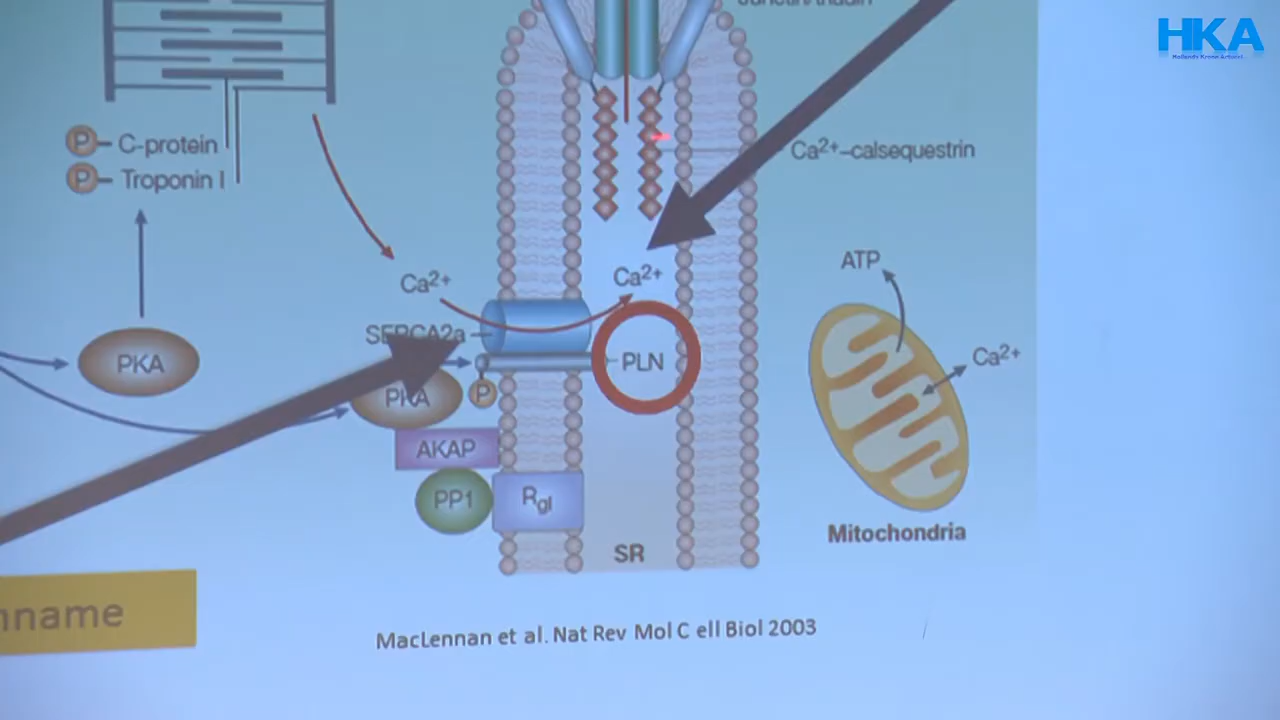 HKA
P C-protein
P Troponin I
Ca²⁺–calsequestrin
Ca²⁺
Ca²⁺
ATP
SERCA2a
Ca²⁺
PKA
PLN
P
PKA
AKAP
PP1
Rgl
Mitochondria
SR
MacLennan et al. Nat Rev Mol C ell Biol 2003